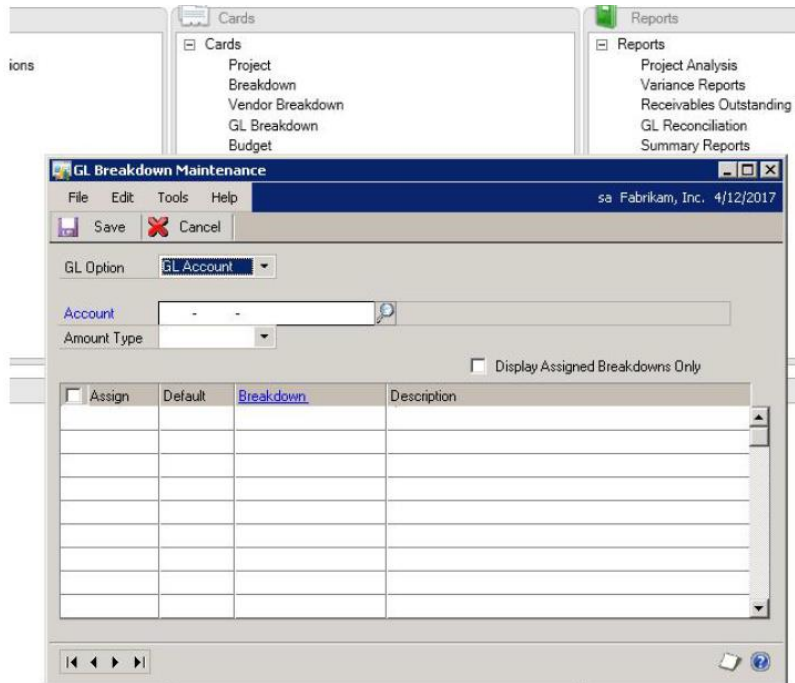 Cards
Reports
ions
Cards
Project
Breakdown
Vendor Breakdown
GL Breakdown
Budget
Reports
Project Analysis
Variance Reports
Receivables Outstanding
GL Reconciliation
Summary Reports
GL Breakdown Maintenance
File Edit Tools Help sa Fabrikam, Inc. 4/12/2017
Save Cancel
GL Option GL Account
Account - -
Amount Type
Display Assigned Breakdowns Only
Assign Default Breakdown Description